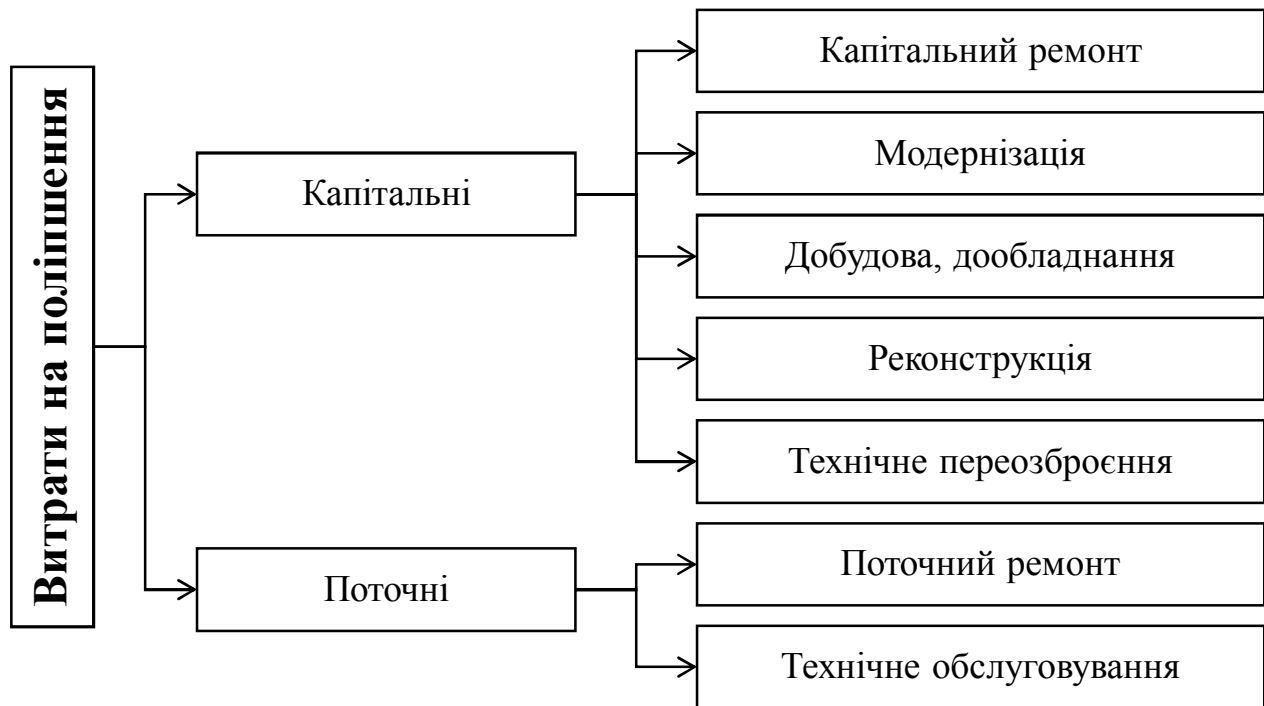 Витрати на поліпшення
Капітальні
Капітальний ремонт
Модернізація
Добудова, дообладнання
Реконструкція
Технічне переозброєння
Поточні
Поточний ремонт
Технічне обслуговування